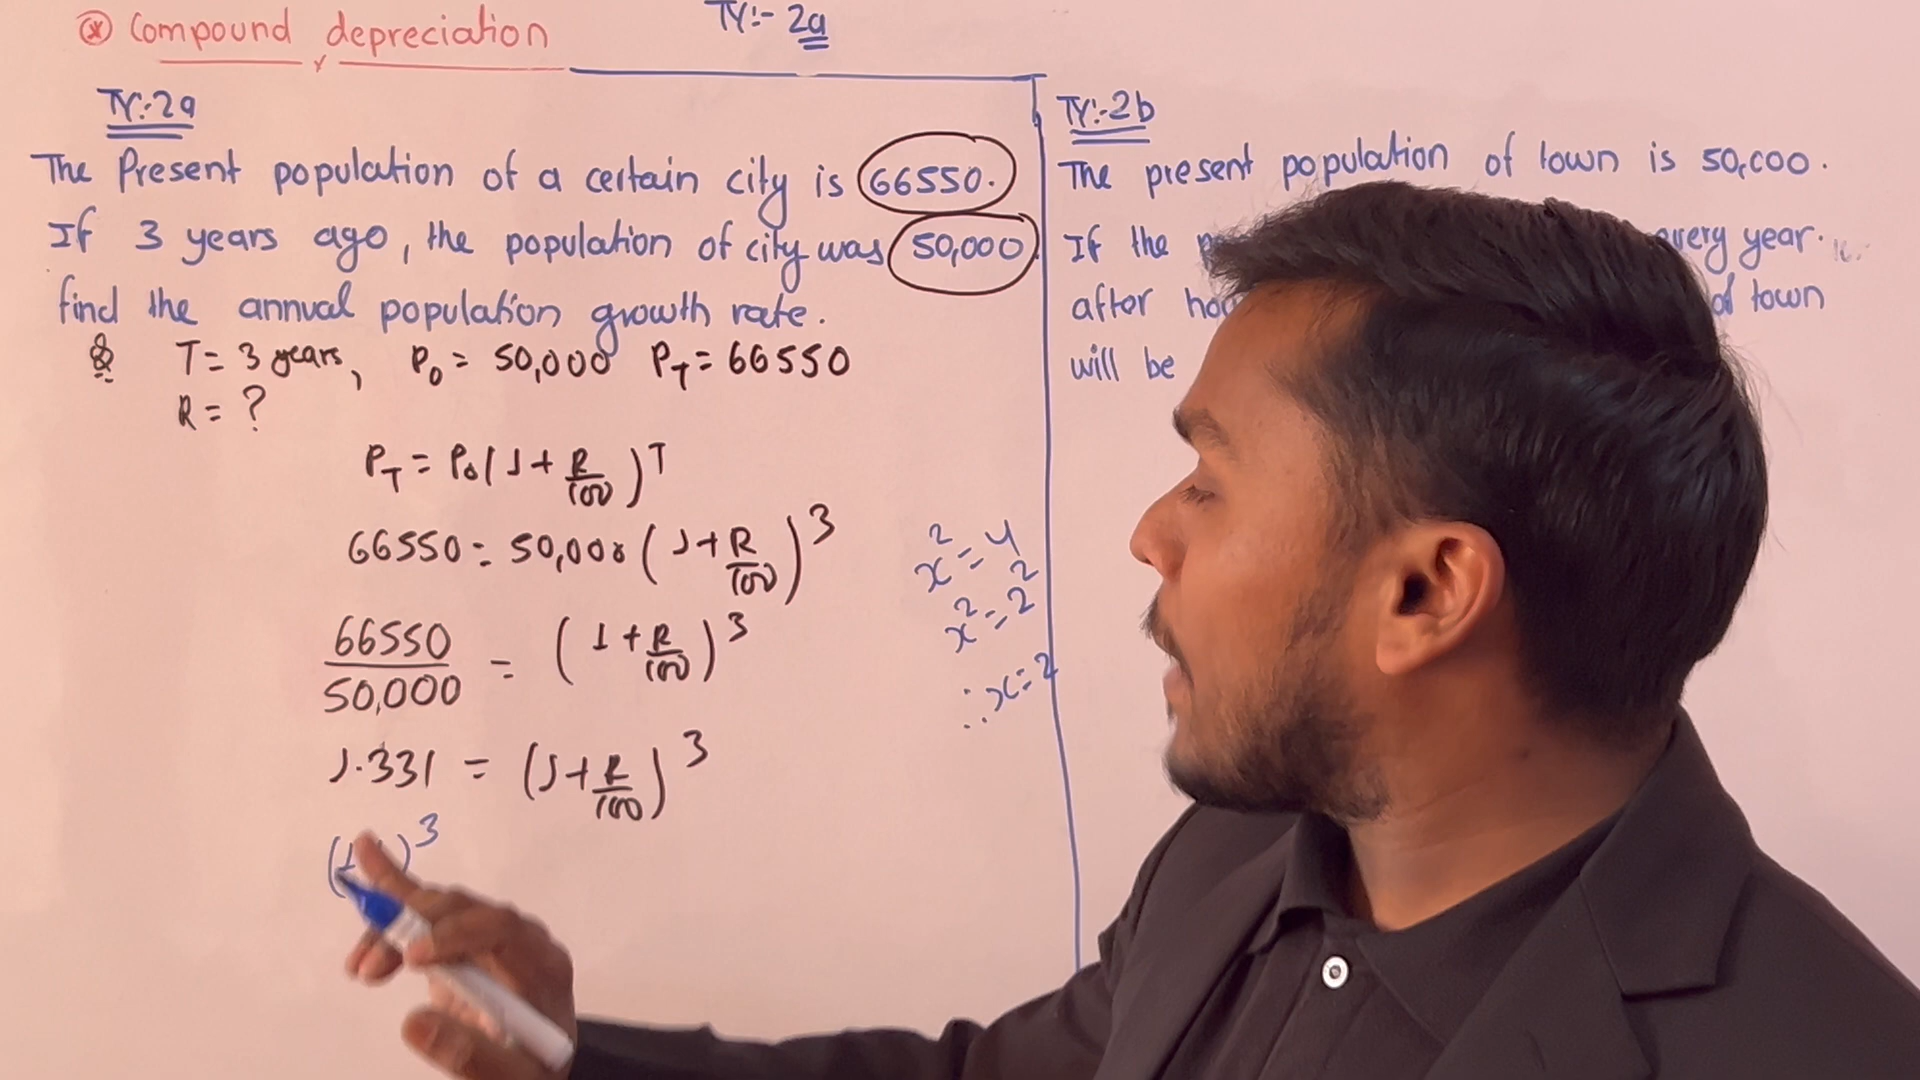 Compound depreciation
TY:- 2a
TY:-2a
The Present population of a certain city is 66550.
If 3 years ago, the population of city was 50,000.
find the annual population growth rate.
T= 3 years, P₀ = 50,000 P_T = 66550
R = ?
P_T = P₀(1 + R/100)^T
66550 = 50,000 (1 + R/100)^3
66550/50,000 = (1 + R/100)^3
1.331 = (1 + R/100)^3
( )^3
x^2 = 4
x^2 = 2^2
∴ x = 2
TY:-2b
The present population of town is 50,000.
If the every year.
after of town
will be